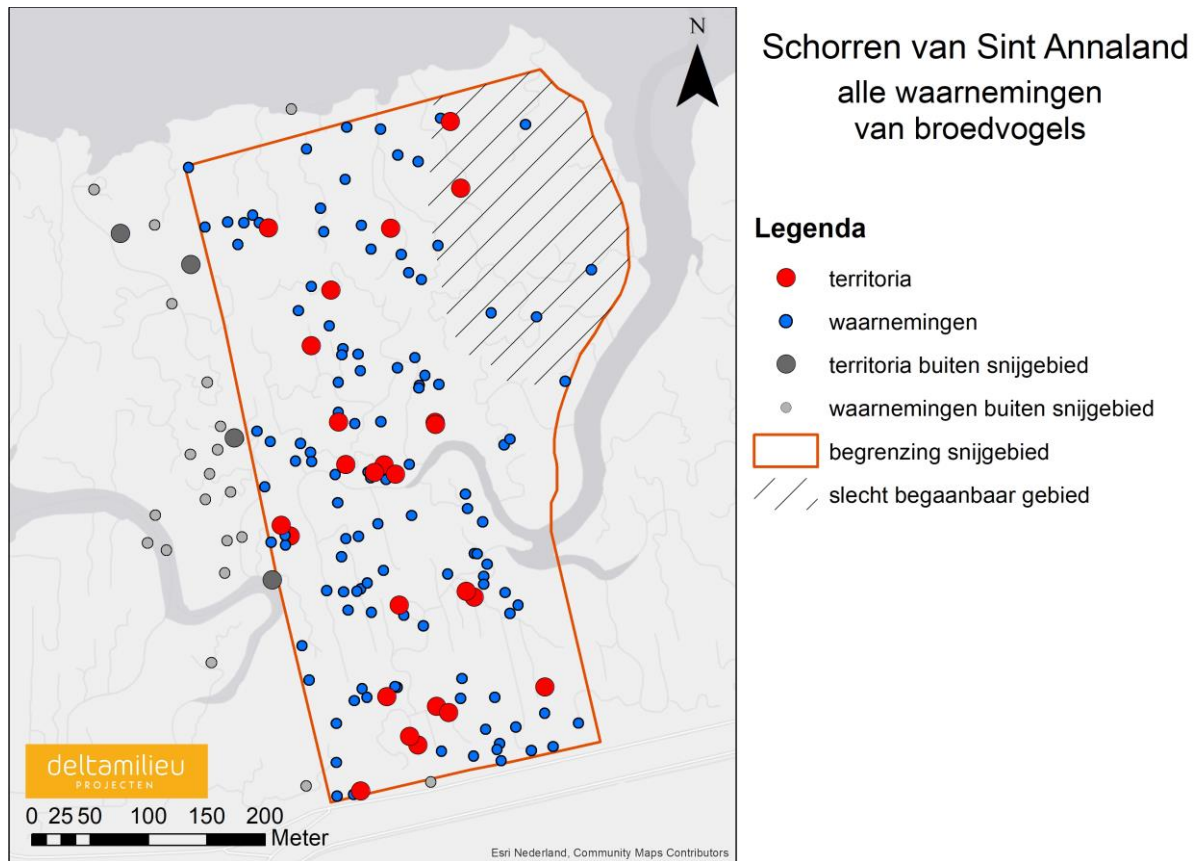 Schorren van Sint Annaland
alle waarnemingen
van broedvogels
N
Legenda
territoria
waarnemingen
territoria buiten snijgebied
waarnemingen buiten snijgebied
begrenzing snijgebied
slecht begaanbaar gebied
deltamilieu
PROJECTEN
0 25 50 100 150 200
Meter
Esri Nederland, Community Maps Contributors